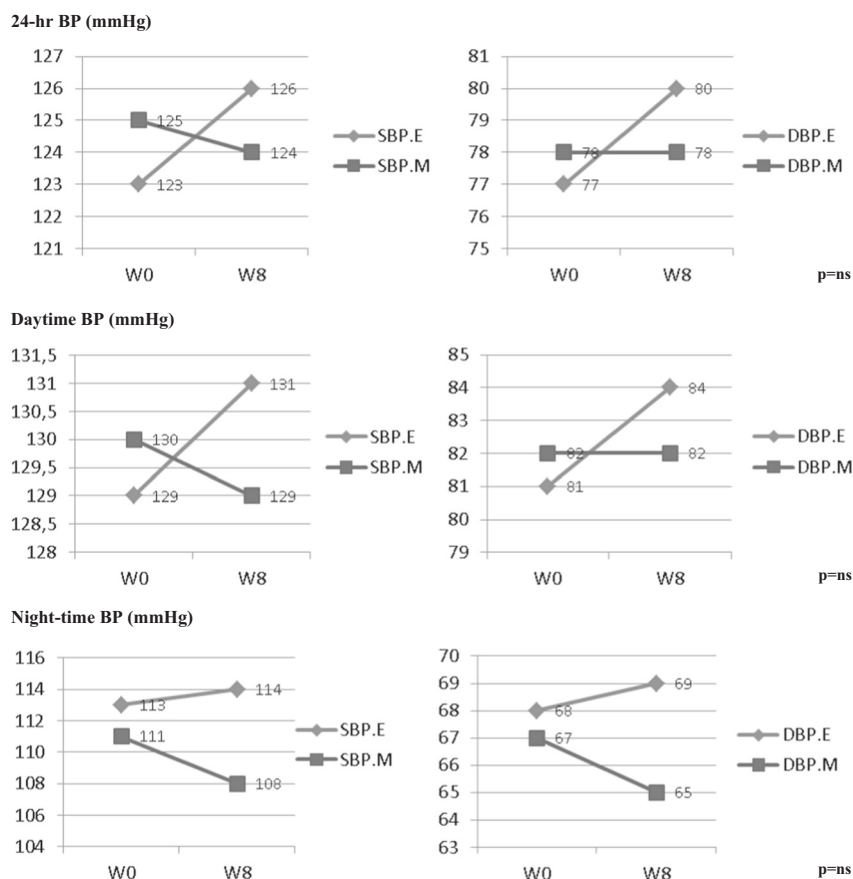 24-hr BP (mmHg)
127
126
125
124
123
122
121
126
125
124
123
W0 W8
SBP.E
SBP.M
81
80
79
78
77
76
75
80
78 78
77
W0 W8
DBP.E
DBP.M
p=ns
Daytime BP (mmHg)
131,5
131
130,5
130
129,5
129
128,5
128
131
130
129 129
W0 W8
SBP.E
SBP.M
85
84
83
82
81
80
79
84
82 82
81
W0 W8
DBP.E
DBP.M
p=ns
Night-time BP (mmHg)
116
114
112
110
108
106
104
114
113
111
108
W0 W8
SBP.E
SBP.M
70
69
68
67
66
65
64
63
69
68
67
65
W0 W8
DBP.E
DBP.M
p=ns